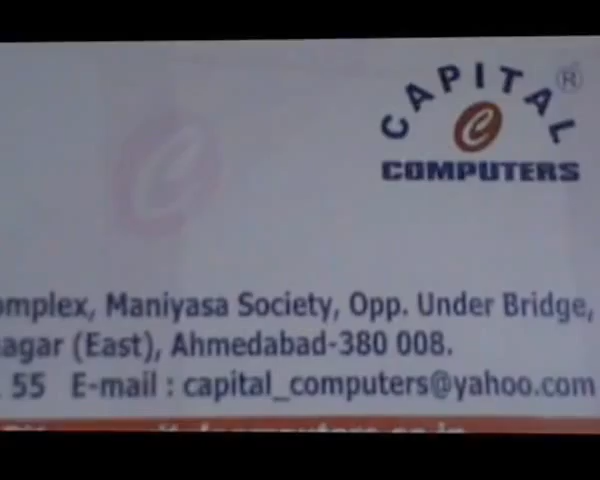 CAPITAL ®
COMPUTERS
omplex, Maniyasa Society, Opp. Under Bridge,
agar (East), Ahmedabad-380 008.
55 E-mail : capital_computers@yahoo.com